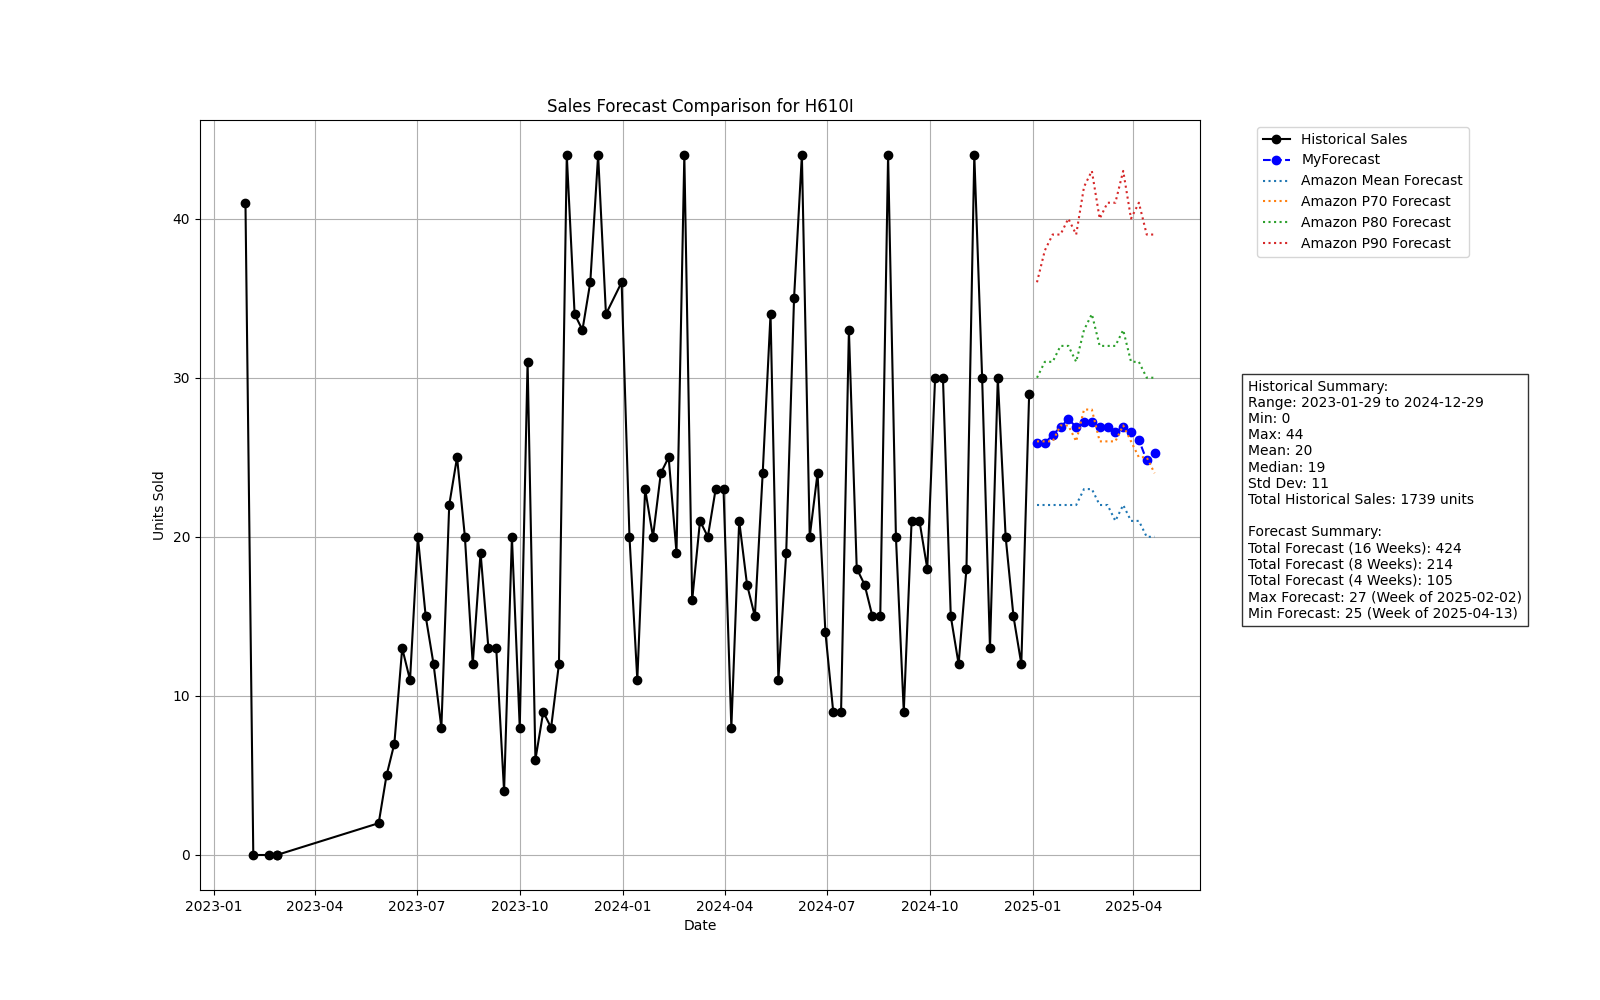 Sales Forecast Comparison for H610I
Historical Sales
MyForecast
Amazon Mean Forecast
Amazon P70 Forecast
Amazon P80 Forecast
Amazon P90 Forecast
Units Sold
40
30
20
10
0
2023-01
2023-04
2023-07
2023-10
2024-01
2024-04
2024-07
2024-10
2025-01
2025-04
Date
Historical Summary:
Range: 2023-01-29 to 2024-12-29
Min: 0
Max: 44
Mean: 20
Median: 19
Std Dev: 11
Total Historical Sales: 1739 units
Forecast Summary:
Total Forecast (16 Weeks): 424
Total Forecast (8 Weeks): 214
Total Forecast (4 Weeks): 105
Max Forecast: 27 (Week of 2025-02-02)
Min Forecast: 25 (Week of 2025-04-13)